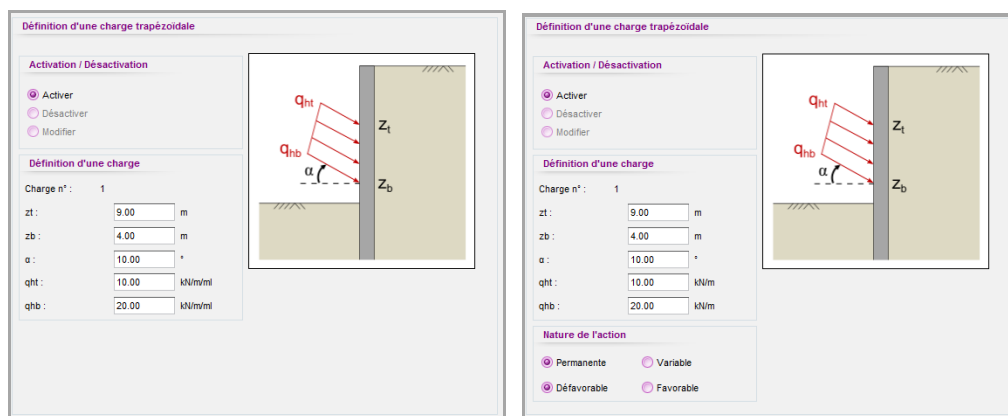 Définition d'une charge trapèzoïdale
Activation / Désactivation
Activer
Désactiver
Modifier
Définition d'une charge
Charge n° : 1
zt : 9.00 m
zb : 4.00 m
α : 10.00 °
qht : 10.00 kN/m/ml
qhb : 20.00 kN/m/ml
qht
zt
qhb
α
zb
Définition d'une charge trapèzoïdale
Activation / Désactivation
Activer
Désactiver
Modifier
Définition d'une charge
Charge n° : 1
zt : 9.00 m
zb : 4.00 m
α : 10.00 °
qht : 10.00 kN/m
qhb : 20.00 kN/m
Nature de l'action
Permanente Variable
Défavorable Favorable
qht
zt
qhb
α
zb